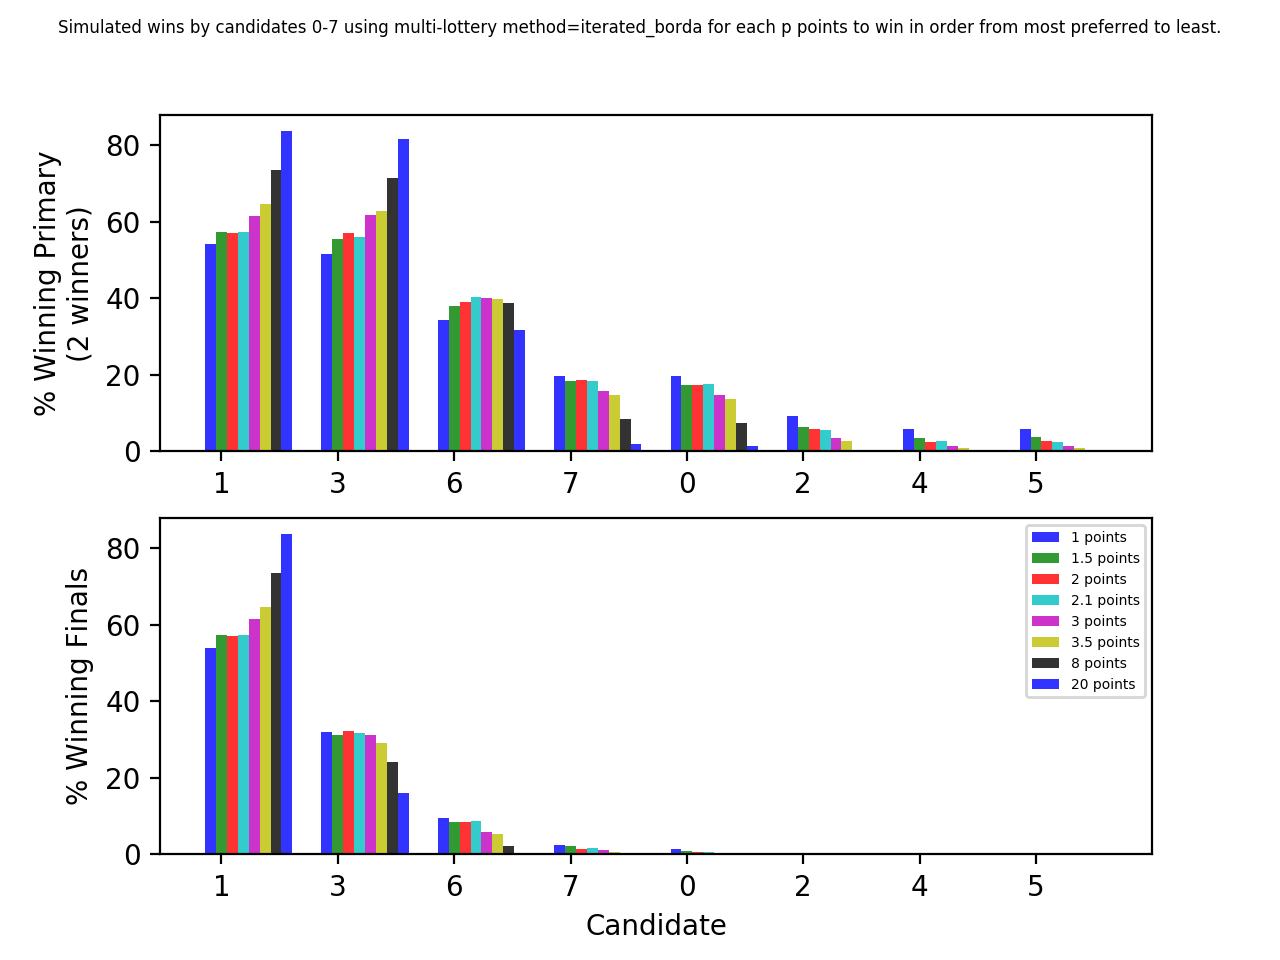 Simulated wins by candidates 0-7 using multi-lottery method=iterated_borda for each p points to win in order from most preferred to least.
% Winning Primary
(2 winners)
80
60
40
20
0
1 3 6 7 0 2 4 5
% Winning Finals
80
60
40
20
0
1 points
1.5 points
2 points
2.1 points
3 points
3.5 points
8 points
20 points
1 3 6 7 0 2 4 5
Candidate